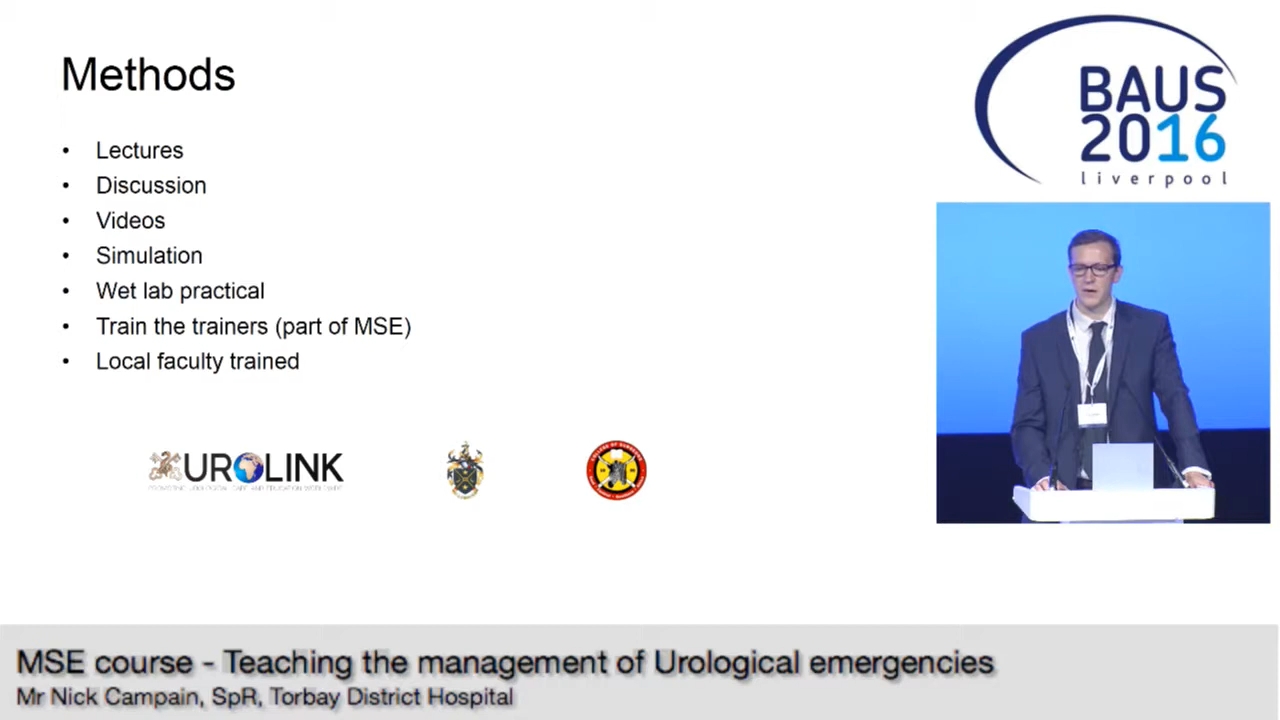 Methods
• Lectures
• Discussion
• Videos
• Simulation
• Wet lab practical
• Train the trainers (part of MSE)
• Local faculty trained
UROLINK
BAUS
2016
liverpool
MSE course - Teaching the management of Urological emergencies
Mr Nick Campain, SpR, Torbay District Hospital